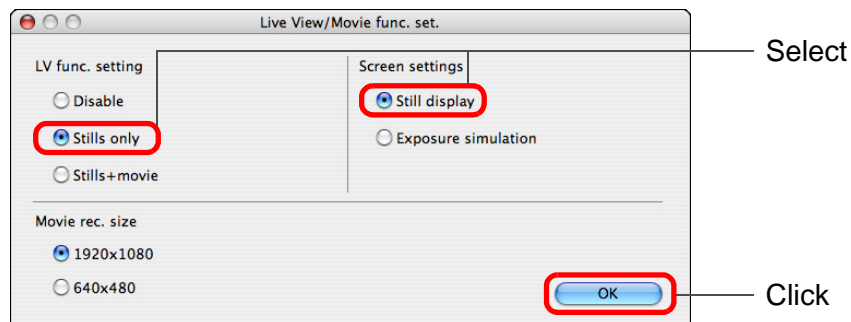 Live View/Movie func. set.
Select
LV func. setting
Disable
Stills only
Stills+movie
Screen settings
Still display
Exposure simulation
Movie rec. size
1920x1080
640x480
OK
Click